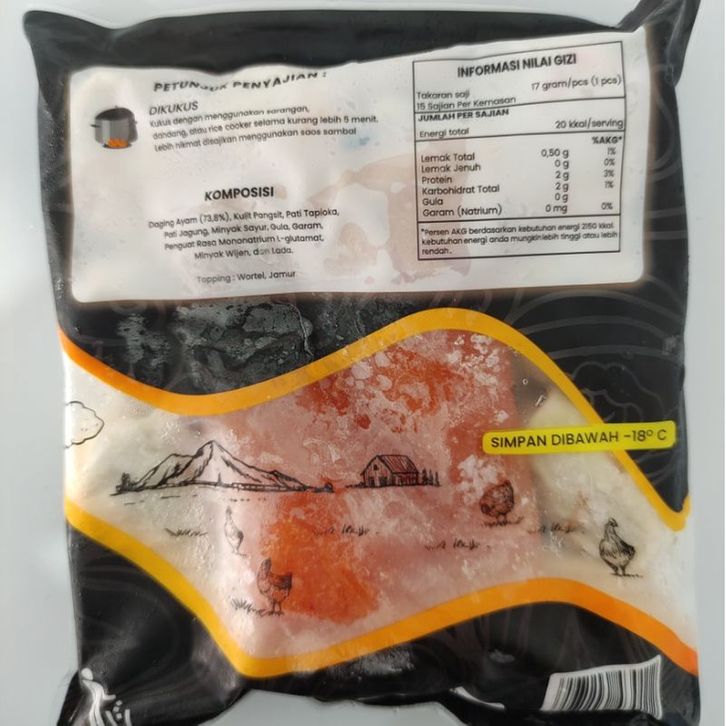 PETUNJUK PENYAJIAN :
DIKUKUS
Kukus dengan menggunakan sarangan,
dandang, atau rice cooker selama kurang lebih 5 menit.
Lebih nikmat disajikan menggunakan saos sambal
KOMPOSISI
Daging Ayam (73,8%), Kulit Pangsit, Pati Tapioka,
Pati Jagung, Minyak Sayur, Gula, Garam,
Penguat Rasa Mononatrium L-glutamat,
Minyak Wijen, dan Lada.
Topping : Wortel, Jamur
INFORMASI NILAI GIZI
Takaran saji 17 gram/pcs (1 pcs)
15 Sajian Per Kemasan
JUMLAH PER SAJIAN
Energi total 20 kkal/serving
%AKG*
Lemak Total 0,50 g 1%
Lemak Jenuh 0 g 0%
Protein 2 g 3%
Karbohidrat Total 2 g 1%
Gula 0 g
Garam (Natrium) 0 mg 0%
*Persen AKG berdasarkan kebutuhan energi 2150 kkal.
kebutuhan energi anda mungkin lebih tinggi atau lebih
rendah.
SIMPAN DIBAWAH -18° C